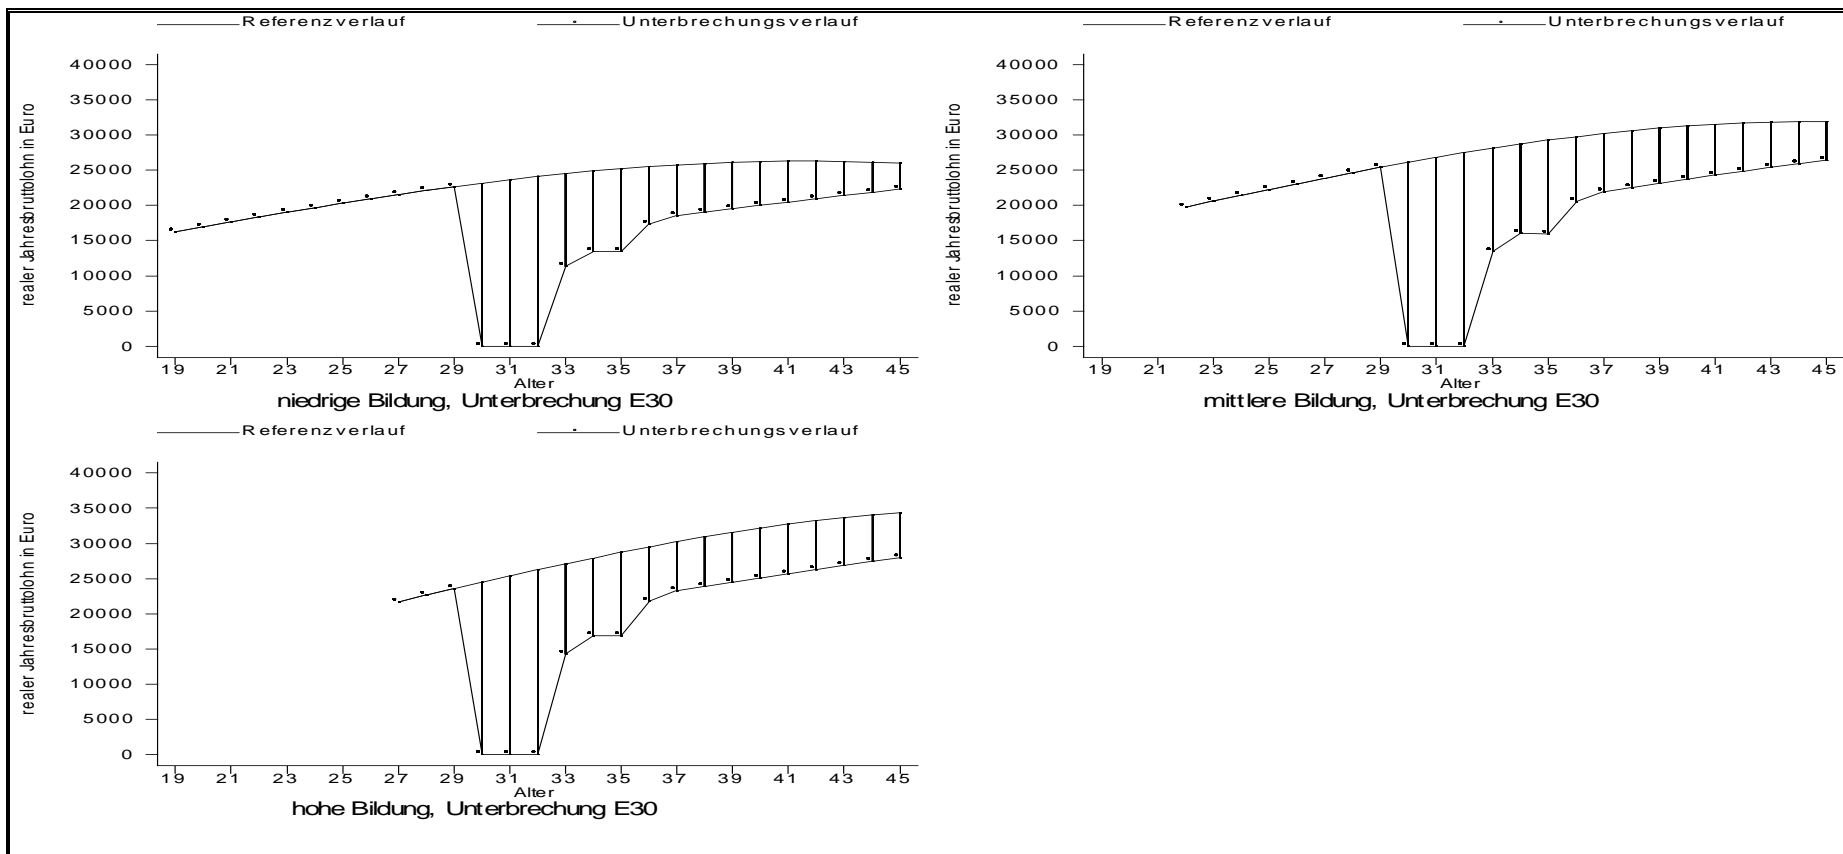 Referenzverlauf Unterbrechungsverlauf
realer Jahresbruttolohn in Euro
40000
35000
30000
25000
20000
15000
10000
5000
0
19 21 23 25 27 29 31 33 35 37 39 41 43 45
Alter
niedrige Bildung, Unterbrechung E30
Referenzverlauf Unterbrechungsverlauf
realer Jahresbruttolohn in Euro
40000
35000
30000
25000
20000
15000
10000
5000
0
19 21 23 25 27 29 31 33 35 37 39 41 43 45
Alter
mittlere Bildung, Unterbrechung E30
Referenzverlauf Unterbrechungsverlauf
realer Jahresbruttolohn in Euro
40000
35000
30000
25000
20000
15000
10000
5000
0
19 21 23 25 27 29 31 33 35 37 39 41 43 45
Alter
hohe Bildung, Unterbrechung E30